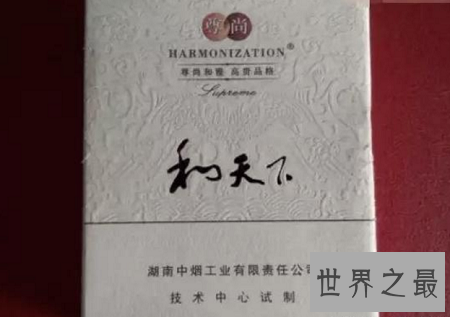 尊尚
HARMONIZATION®
尊尚和雅 高贵品格
Supreme
和天下
湖南中烟工业有限责任公司
技术中心试制
世界之最